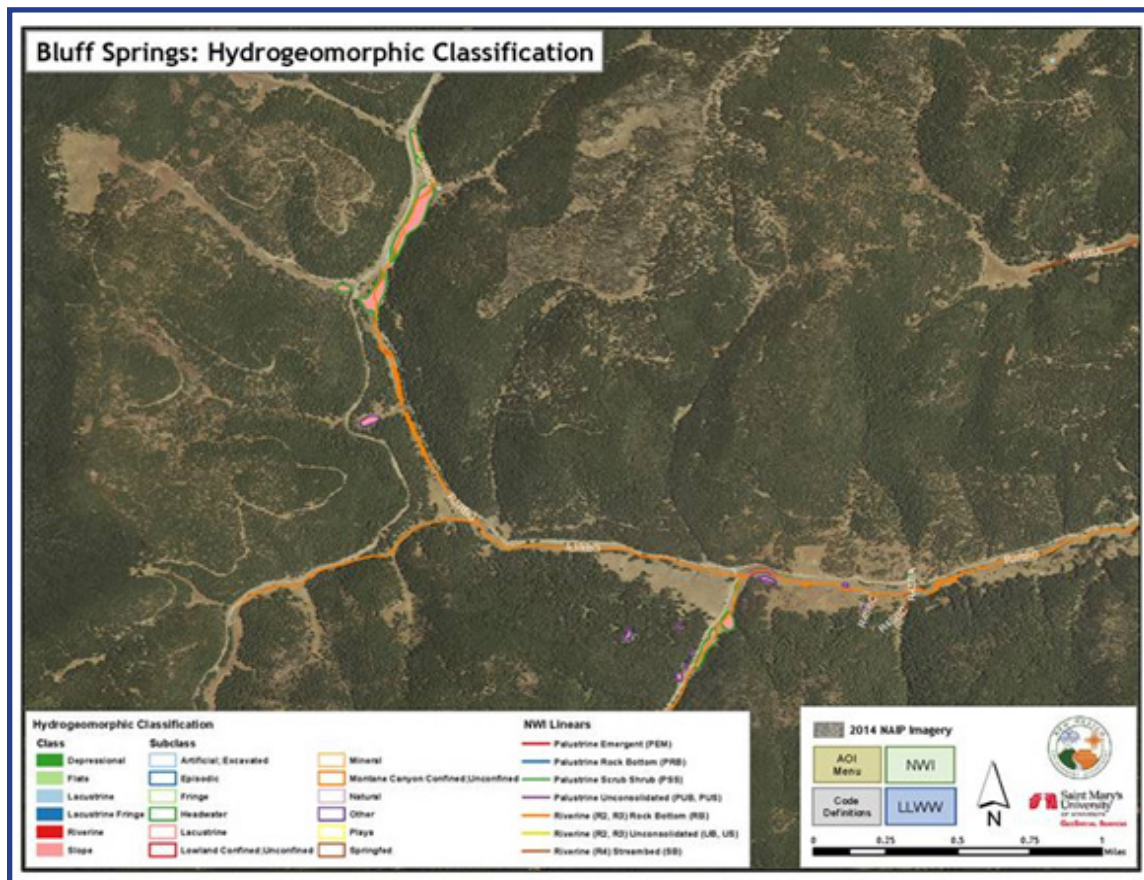 Bluff Springs: Hydrogeomorphic Classification
Hydrogeomorphic Classification
Class
Depressional
Flats
Lacustrine
Lacustrine Fringe
Riverine
Slope
Subclass
Artificial; Excavated
Episodic
Fringe
Headwater
Lacustrine
Lowland Confined;Unconfined
Mineral
Montane Canyon Confined;Unconfined
Natural
Other
Playa
Springfed
NWI Linears
Palustrine Emergent (PEM)
Palustrine Rock Bottom (PRB)
Palustrine Scrub Shrub (PSS)
Palustrine Unconsolidated (PUB, PUS)
Riverine (R2, R3) Rock Bottom (RB)
Riverine (R2, R3) Unconsolidated (UB, US)
Riverine (R4) Streambed (SB)
2014 NAIP Imagery
AOI
Menu
NWI
Code
Definitions
LLWW
N
Saint Mary's
University
OF MINNESOTA
GeoSpatial Services
0 0.25 0.5 1
Miles